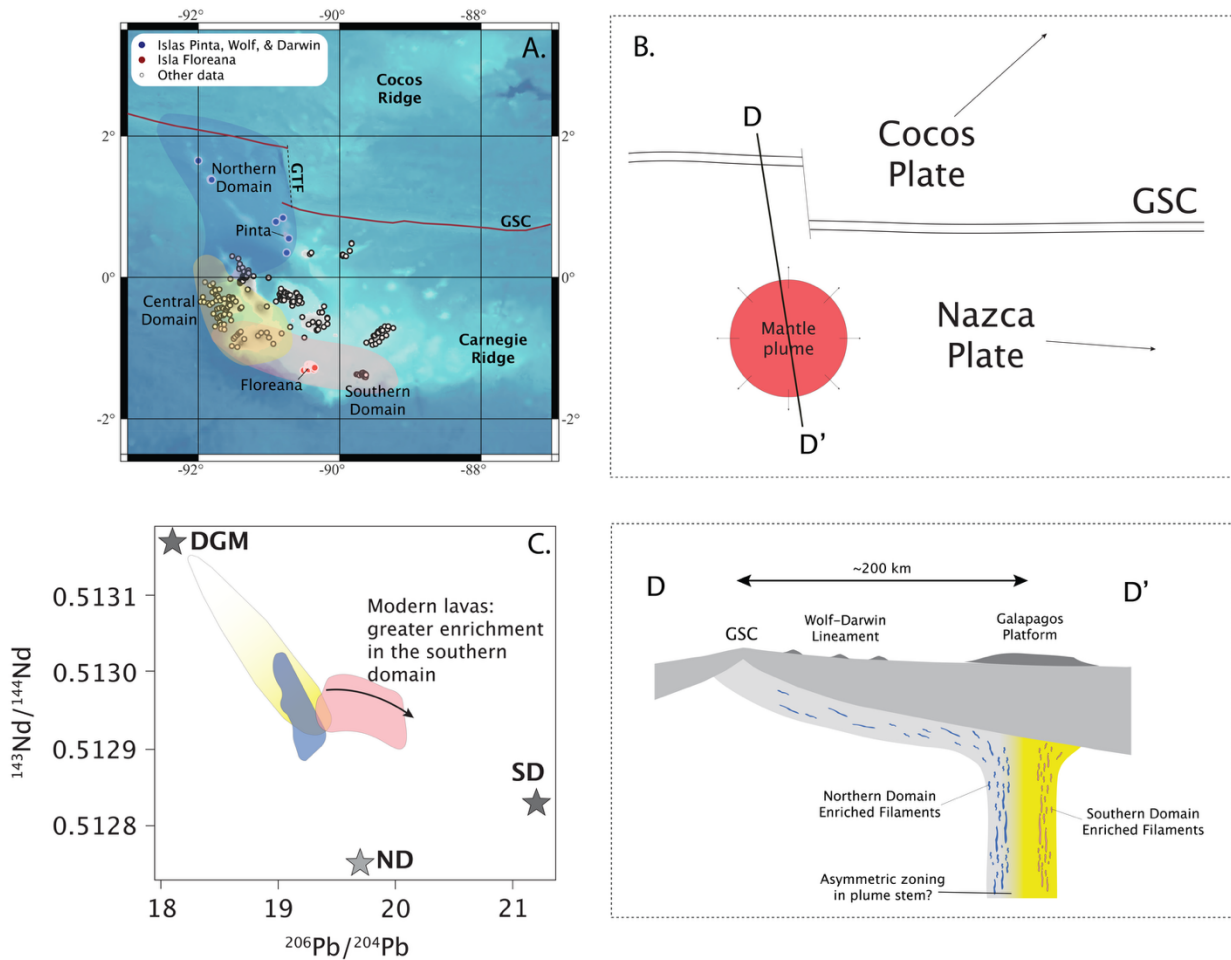 -92°
-90°
-88°
Islas Pinta, Wolf, & Darwin
Isla Floreana
Other data
A.
Cocos
Ridge
2°
2°
Northern
Domain
GTF
Pinta
GSC
0°
0°
Central
Domain
Carnegie
Ridge
Floreana
Southern
Domain
-2°
-2°
-92°
-90°
-88°
B.
D
Cocos
Plate
GSC
Mantle
plume
Nazca
Plate
D'
C.
DGM
0.5131
Modern lavas:
greater enrichment
in the southern
domain
0.5130
0.5129
SD
0.5128
ND
143Nd/144Nd
18
19
20
21
206Pb/204Pb
D
~200 km
D'
GSC
Wolf-Darwin
Lineament
Galapagos
Platform
Northern Domain
Enriched Filaments
Southern Domain
Enriched Filaments
Asymmetric zoning
in plume stem?